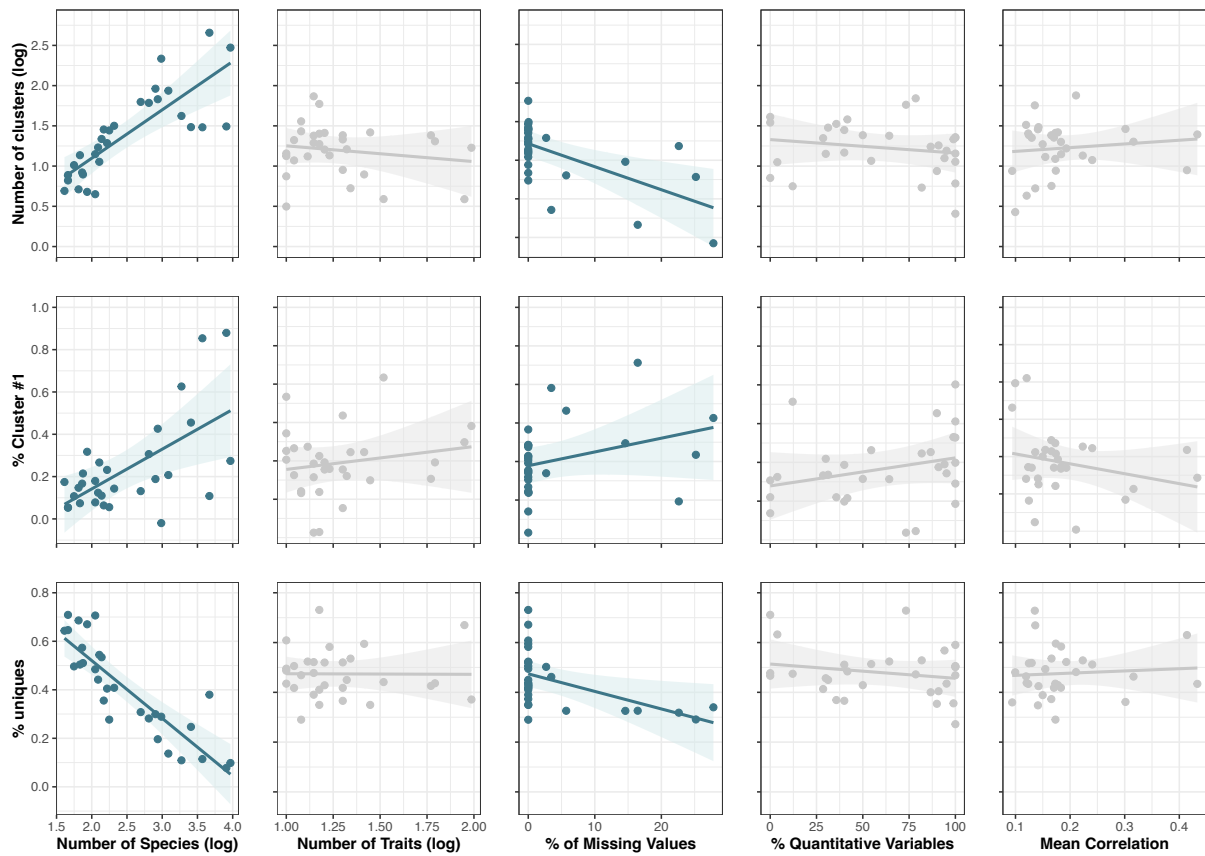 Number of clusters (log)
2.5
2.0
1.5
1.0
0.5
0.0
% Cluster #1
1.0
0.8
0.6
0.4
0.2
0.0
% uniques
0.8
0.6
0.4
0.2
0.0
1.5 2.0 2.5 3.0 3.5 4.0
1.00 1.25 1.50 1.75 2.00
0 10 20
0 25 50 75 100
0.1 0.2 0.3 0.4
Number of Species (log)
Number of Traits (log)
% of Missing Values
% Quantitative Variables
Mean Correlation